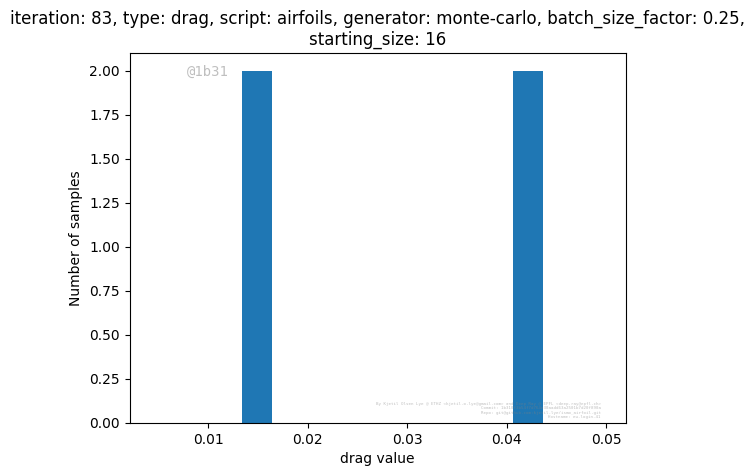 iteration: 83, type: drag, script: airfoils, generator: monte-carlo, batch_size_factor: 0.25,
starting_size: 16
@1b31
2.00
1.75
1.50
1.25
1.00
0.75
0.50
0.25
0.00
Number of samples
0.01 0.02 0.03 0.04 0.05
drag value